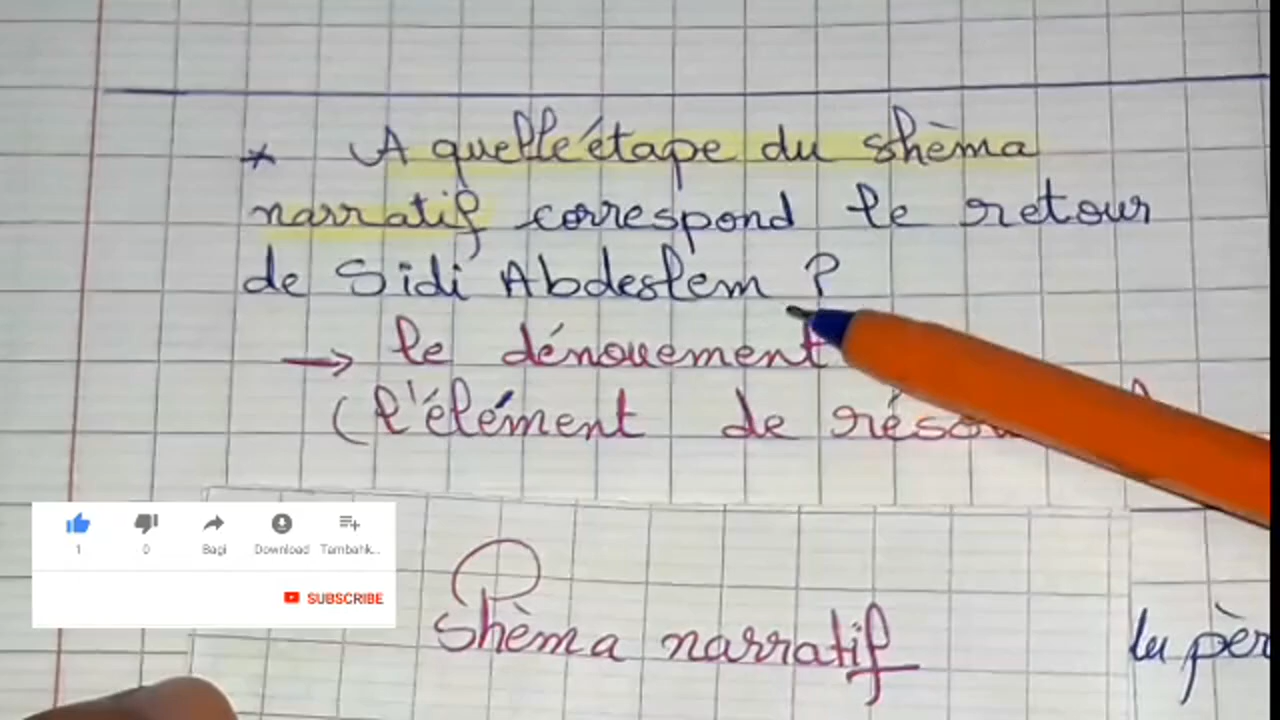 * A quelle étape du shèma
narratif correspond le retour
de Sidi Abdeslem ?
→ le dénouement
(l'élément de
1
0
Bagi
Download
Tambahk..
SUBSCRIBE
Shèma narratif